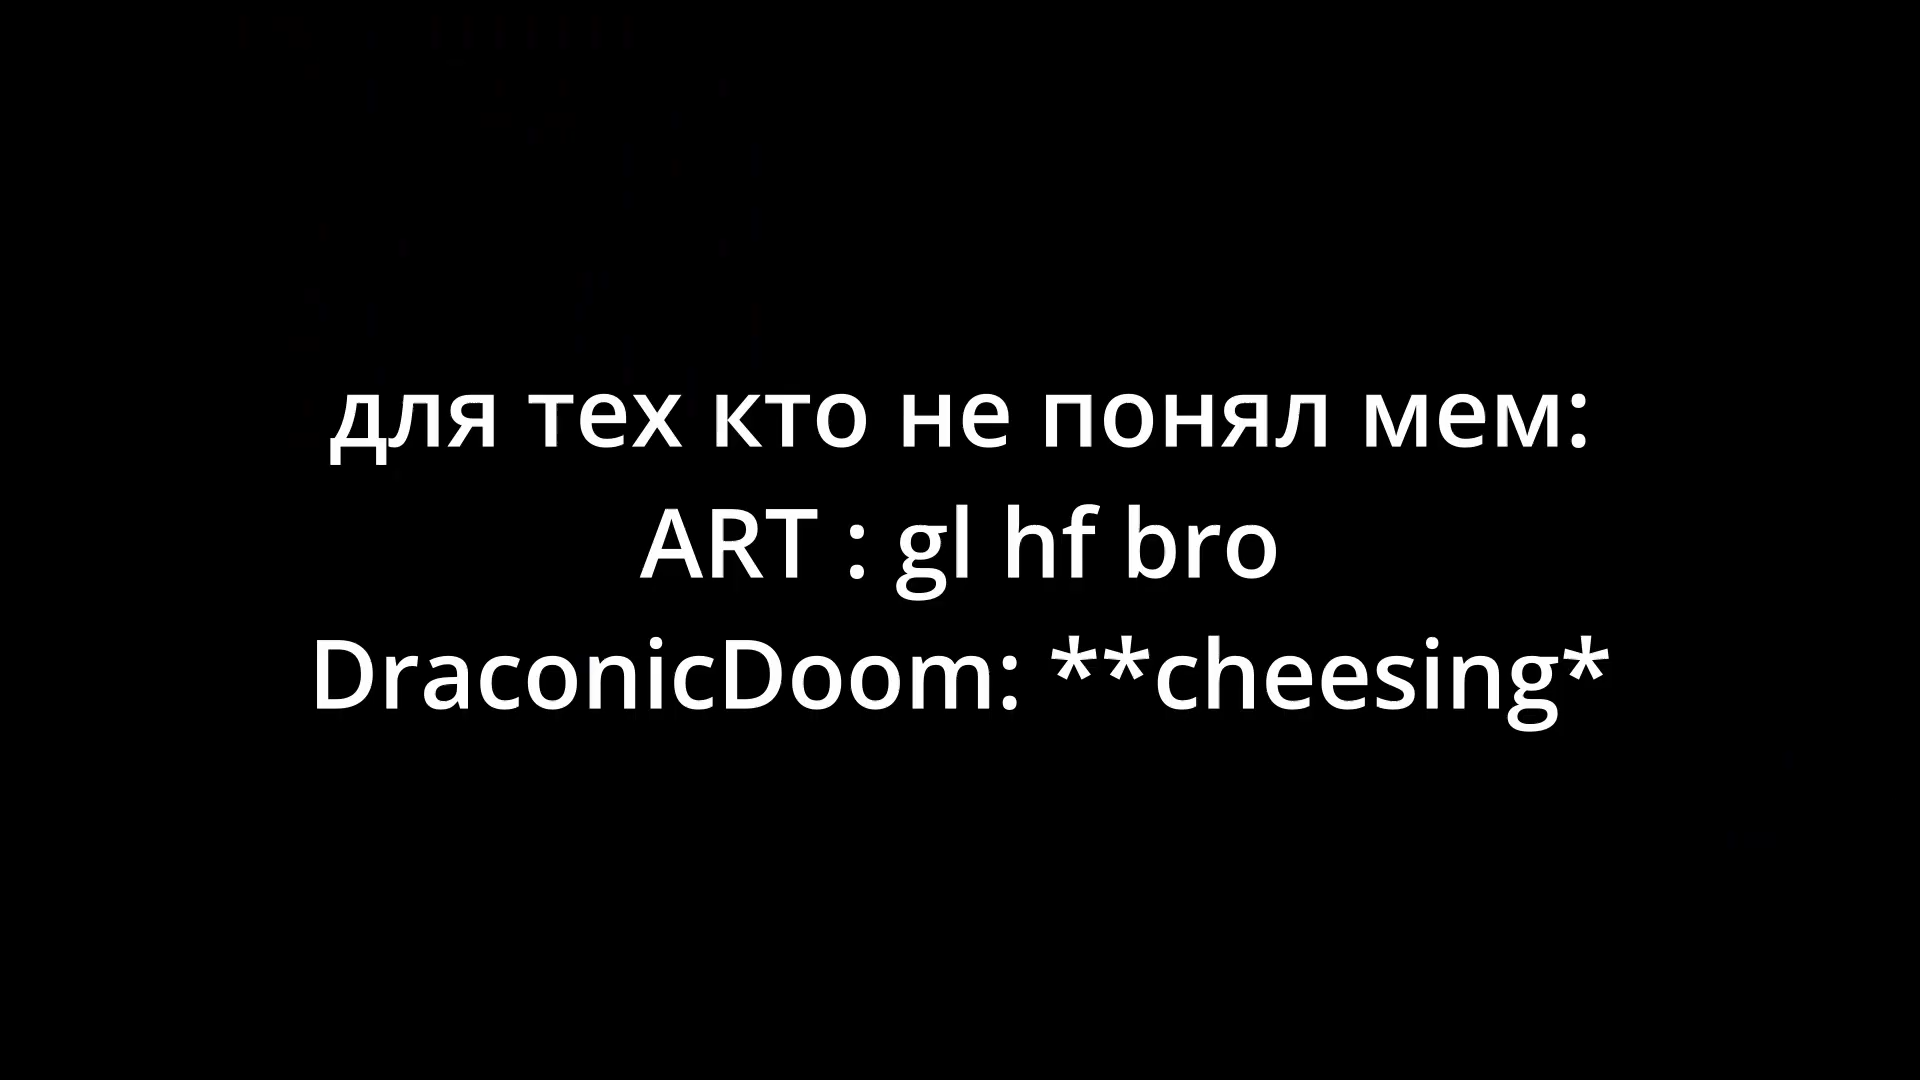 для тех кто не понял мем:
ART : gl hf bro
DraconicDoom: **cheesing*